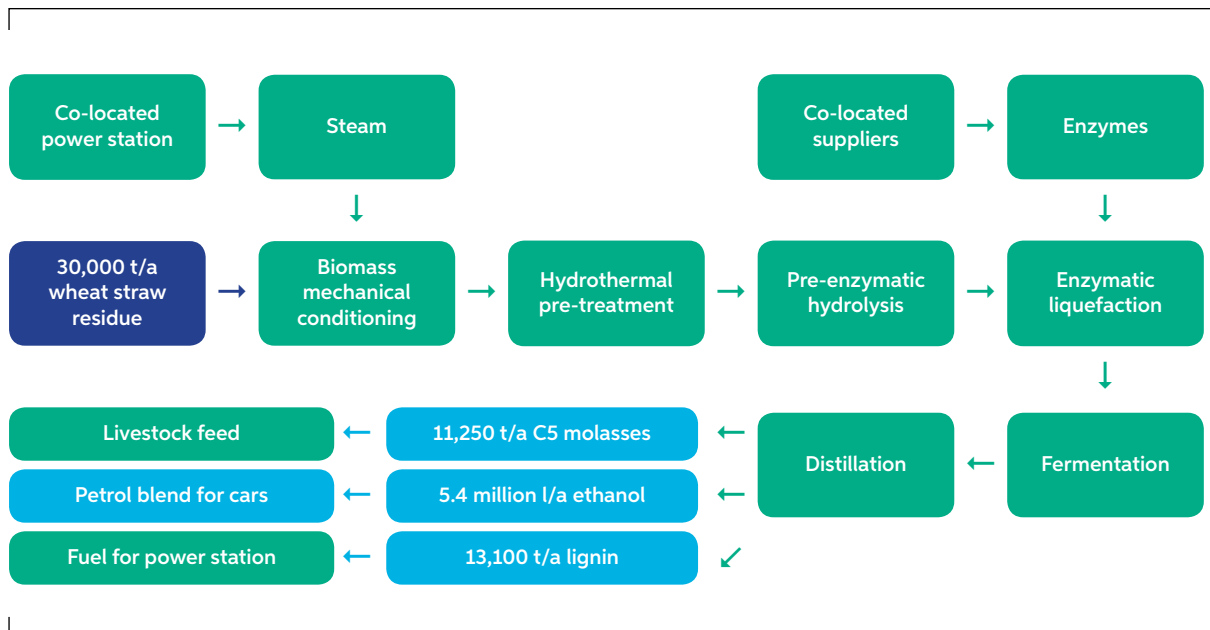 Co-located
power station
Steam
Co-located
suppliers
Enzymes
30,000 t/a
wheat straw
residue
Biomass
mechanical
conditioning
Hydrothermal
pre-treatment
Pre-enzymatic
hydrolysis
Enzymatic
liquefaction
Livestock feed
11,250 t/a C5 molasses
Petrol blend for cars
5.4 million l/a ethanol
Fuel for power station
13,100 t/a lignin
Distillation
Fermentation